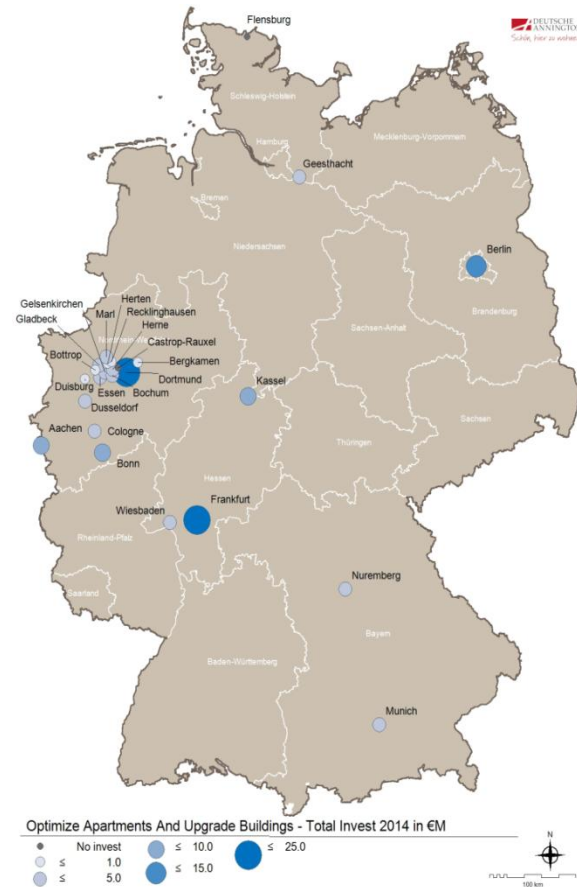 Flensburg
DEUTSCHE
ANNINGTON
Schön, hier zu wohnen
Schleswig-Holstein
Mecklenburg-Vorpommern
Hamburg
Geesthacht
Bremen
Niedersachsen
Berlin
Brandenburg
Sachsen-Anhalt
Gelsenkirchen
Herten
Marl
Recklinghausen
Gladbeck
Herne
Castrop-Rauxel
Bottrop
Bergkamen
Duisburg
Dortmund
Essen
Bochum
Dusseldorf
Kassel
Aachen
Cologne
Bonn
Sachsen
Thüringen
Hessen
Wiesbaden
Frankfurt
Rheinland-Pfalz
Saarland
Nuremberg
Bayern
Baden-Württemberg
Munich
Optimize Apartments And Upgrade Buildings - Total Invest 2014 in €M
No invest
≤ 1.0
≤ 5.0
≤ 10.0
≤ 15.0
≤ 25.0
N
100 km